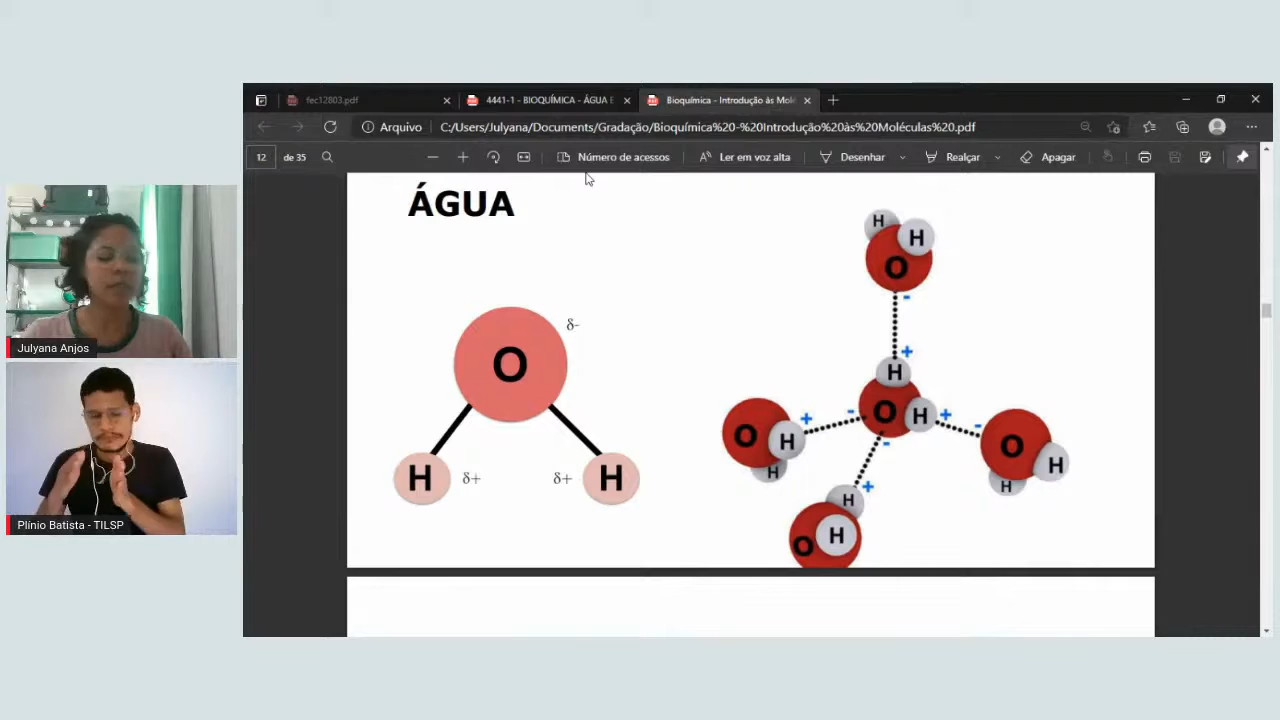 fec12803.pdf
4441-1 - BIOQUÍMICA - ÁGUA E
Bioquímica - Introdução às Mol
Arquivo
C:/Users/Julyana/Documents/Gradação/Bioquímica%20-%20Introdução%20às%20Moléculas%20.pdf
12 de 35
Número de acessos
Ler em voz alta
Desenhar
Realçar
Apagar
ÁGUA
O
δ-
H
δ+
δ+
H
H
H
O
-
+
H
O
H
+
-
+
-
-
O
H
H
O
H
H
+
H
H
O
Julyana Anjos
Plínio Batista - TILSP